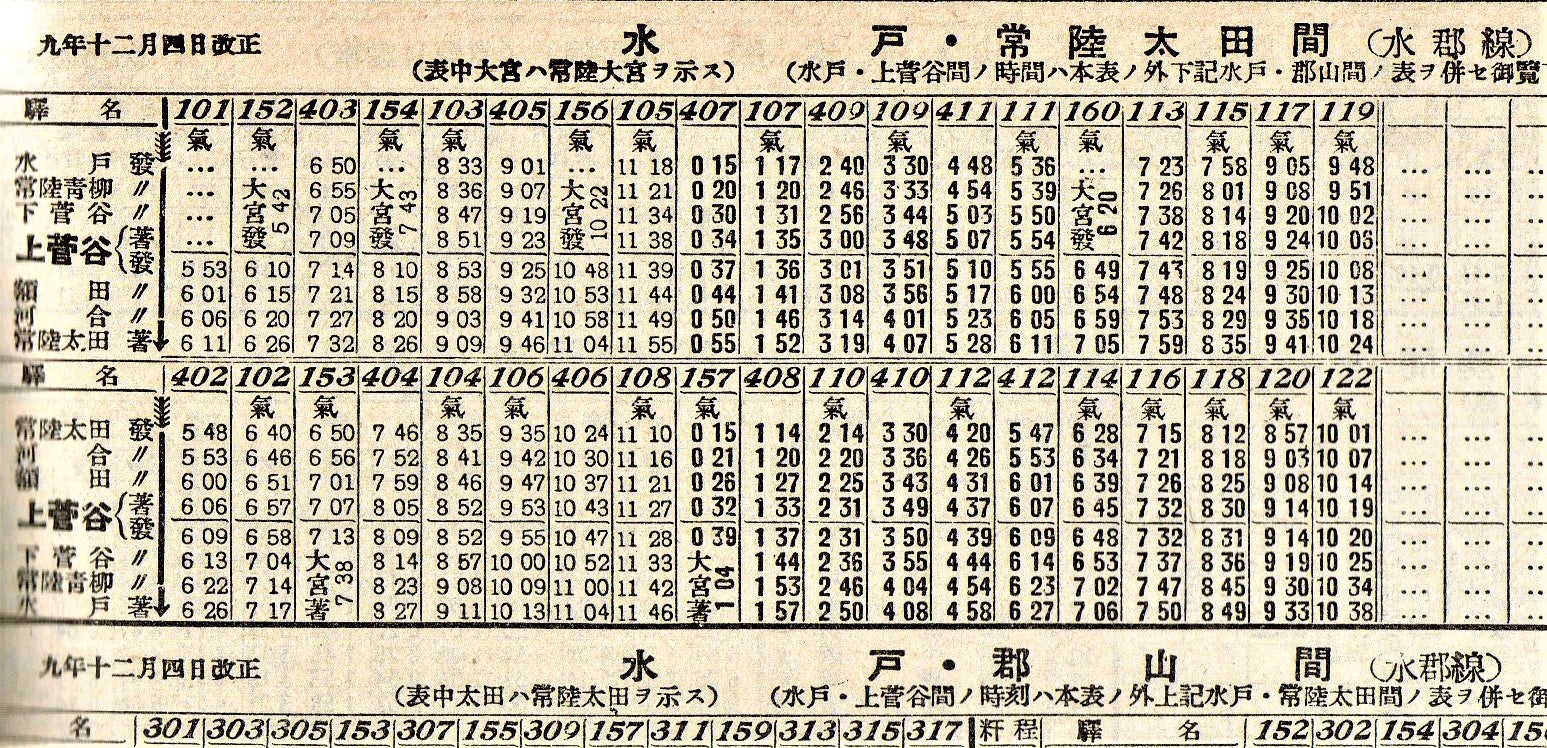 九年十二月四日改正 水戸・常陸太田間(水郡線)
(表中大宮ハ常陸大宮ヲ示ス) (水戸・上菅谷間ノ時間ハ本表ノ外下記水戸・郡山間ノ表ヲ併セ御覽
驛名 101 152 403 154 103 405 156 105 407 107 409 109 411 111 160 113 115 117 119
氣 氣 氣 氣 氣 氣 氣 氣 氣 氣 氣 氣
水戸 發 ... ... 6 50 ... 8 33 9 01 ... 11 18 0 15 1 17 2 40 3 30 4 48 5 36 ... 7 23 7 58 9 05 9 48 ... ... ..
常陸靑柳 〃 ... 大宮發 5 42 6 55 大宮發 7 43 8 36 9 07 大宮發 10 22 11 21 0 20 1 20 2 46 3 33 4 54 5 39 大宮發 6 20 7 26 8 01 9 08 9 51 ... ... ..
下菅谷 〃 ... 7 05 8 47 9 19 11 34 0 30 1 31 2 56 3 44 5 03 5 50 7 38 8 14 9 20 10 02 ... ... ..
上菅谷 著 ... 7 09 8 51 9 23 11 38 0 34 1 35 3 00 3 48 5 07 5 54 7 42 8 18 9 24 10 06 ... ... ..
發 5 53 6 10 7 14 8 10 8 53 9 25 10 48 11 39 0 37 1 36 3 01 3 51 5 10 5 55 6 49 7 43 8 19 9 25 10 08 ... ... ..
額田 〃 6 01 6 15 7 21 8 15 8 58 9 32 10 53 11 44 0 44 1 41 3 08 3 56 5 17 6 00 6 54 7 48 8 24 9 30 10 13 ... ... ..
河合 〃 6 06 6 20 7 27 8 20 9 03 9 41 10 58 11 49 0 50 1 46 3 14 4 01 5 23 6 05 6 59 7 53 8 29 9 35 10 18 ... ... ..
常陸太田 著 6 11 6 26 7 32 8 26 9 09 9 46 11 04 11 55 0 55 1 52 3 19 4 07 5 28 6 11 7 05 7 59 8 35 9 41 10 24 ... ... ..
驛名 402 102 153 404 104 106 406 108 157 408 110 410 112 412 114 116 118 120 122
氣 氣 氣 氣 氣 氣 氣 氣 氣 氣 氣 氣 氣
常陸太田 發 5 48 6 40 6 50 7 46 8 35 9 35 10 24 11 10 0 15 1 14 2 14 3 30 4 20 5 47 6 28 7 15 8 12 8 57 10 01 ... ... ..
河合 〃 5 53 6 46 6 56 7 52 8 41 9 42 10 30 11 16 0 21 1 20 2 20 3 36 4 26 5 53 6 34 7 21 8 18 9 03 10 07 ... ... ..
額田 〃 6 00 6 51 7 01 7 59 8 46 9 47 10 37 11 21 0 26 1 27 2 25 3 43 4 31 6 01 6 39 7 26 8 25 9 08 10 14 ... ... ..
上菅谷 著 6 06 6 57 7 07 8 05 8 52 9 53 10 43 11 27 0 32 1 33 2 31 3 49 4 37 6 07 6 45 7 32 8 30 9 14 10 19 ... ... ..
發 6 09 6 58 7 13 8 09 8 52 9 55 10 47 11 28 0 39 1 37 2 31 3 50 4 39 6 09 6 48 7 32 8 31 9 14 10 20 ... ... ..
下菅谷 〃 6 13 7 04 大宮著 7 38 8 14 8 57 10 00 10 52 11 33 大宮著 1 04 1 44 2 36 3 55 4 44 6 14 6 53 7 37 8 36 9 19 10 25 ... ... ..
常陸靑柳 〃 6 22 7 14 8 23 9 08 10 09 11 00 11 42 1 53 2 46 4 04 4 54 6 23 7 02 7 47 8 45 9 30 10 34 ... ... ..
水戸 著 6 26 7 17 8 27 9 11 10 13 11 04 11 46 1 57 2 50 4 08 4 58 6 27 7 06 7 50 8 49 9 33 10 38 ... ... ..
九年十二月四日改正 水戸・郡山間(水郡線)
(表中太田ハ常陸太田ヲ示ス) (水戸・上菅谷間ノ時刻ハ本表ノ外上記水戸・常陸太田間ノ表ヲ併セ御
名 301 303 305 153 307 155 309 157 311 159 313 315 317 粁程 驛名 152 302 154 304